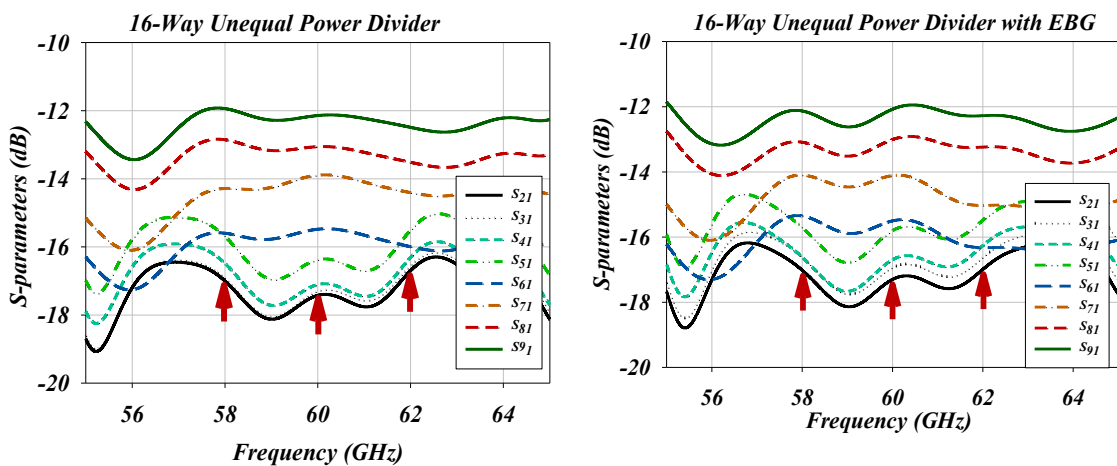 16-Way Unequal Power Divider
-10
-12
-14
-16
-18
-20
S-parameters (dB)
56
58
60
62
64
Frequency (GHz)
S21
S31
S41
S51
S61
S71
S81
S91
16-Way Unequal Power Divider with EBG
-10
-12
-14
-16
-18
-20
S-parameters (dB)
56
58
60
62
64
Frequency (GHz)
S21
S31
S41
S51
S61
S71
S81
S91